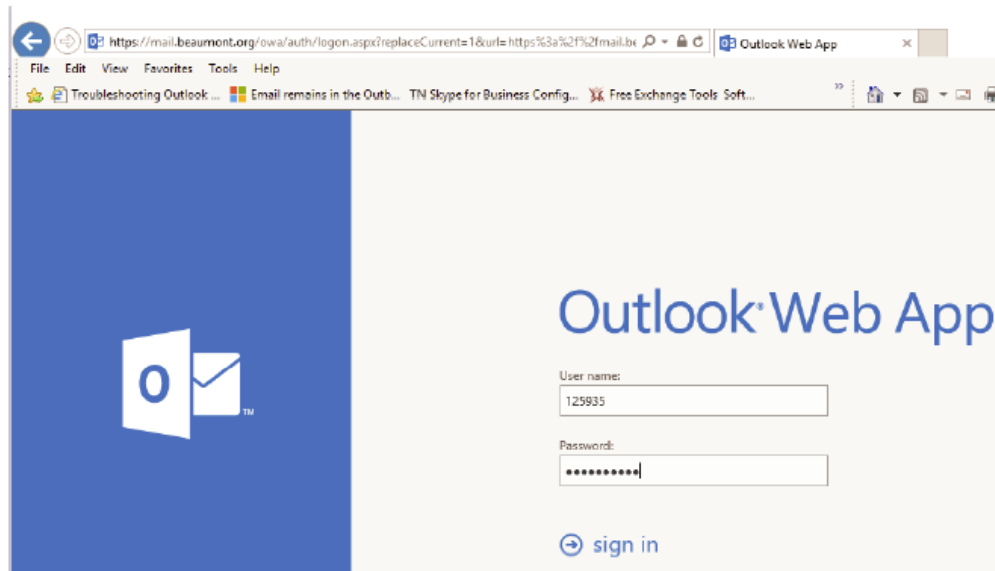 https://mail.beaumont.org/owa/auth/logon.aspx?replaceCurrent=1&url=https%3a%2f%2fmail.be Outlook Web App
File Edit View Favorites Tools Help
Troubleshooting Outlook ... Email remains in the Outb... TN Skype for Business Config... Free Exchange Tools Soft...
Outlook Web App
User name:
125935
Password:
O
TM
sign in